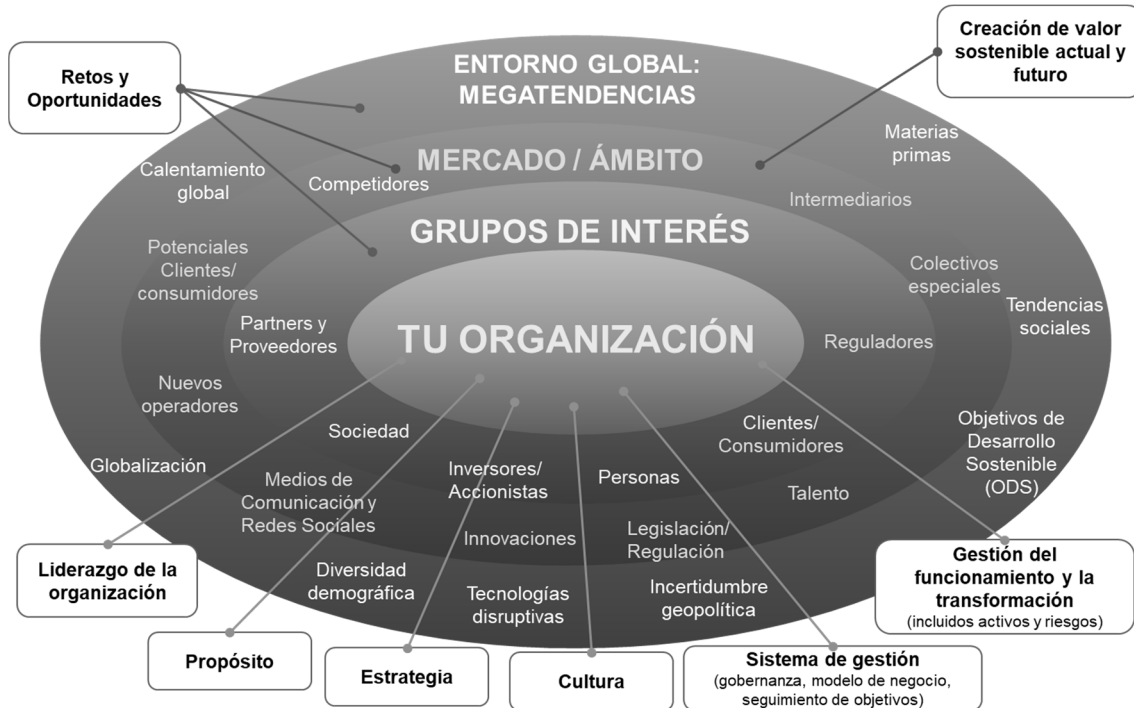 Creación de valor
sostenible actual y
futuro
Retos y
Oportunidades
ENTORNO GLOBAL:
MEGATENDENCIAS
Materias
primas
MERCADO / ÁMBITO
Calentamiento
global
Competidores
Intermediarios
GRUPOS DE INTERÉS
Potenciales
Clientes/
consumidores
Colectivos
especiales
Tendencias
sociales
Partners y
Proveedores
TU ORGANIZACIÓN
Reguladores
Nuevos
operadores
Sociedad
Clientes/
Consumidores
Objetivos de
Desarrollo
Sostenible
(ODS)
Globalización
Medios de
Comunicación y
Redes Sociales
Inversores/
Accionistas
Personas
Talento
Innovaciones
Legislación/
Regulación
Diversidad
demográfica
Tecnologías
disruptivas
Incertidumbre
geopolítica
Liderazgo de la
organización
Propósito
Estrategia
Cultura
Sistema de gestión
(gobernanza, modelo de negocio,
seguimiento de objetivos)
Gestión del
funcionamiento y la
transformación
(incluidos activos y riesgos)